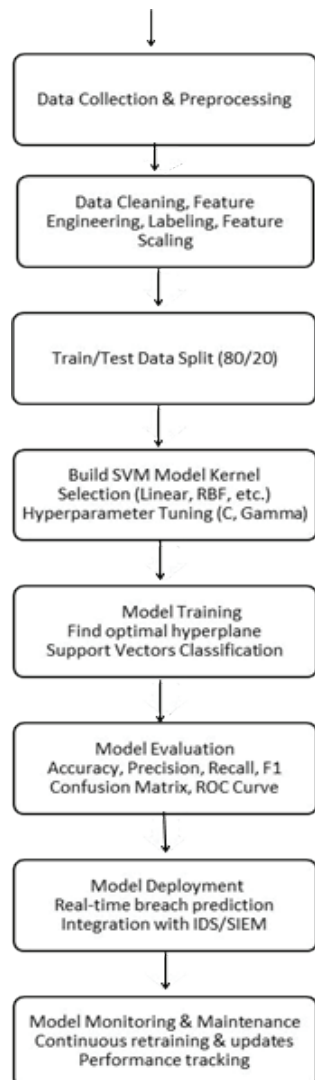 Data Collection & Preprocessing
Data Cleaning, Feature
Engineering, Labeling, Feature
Scaling
Train/Test Data Split (80/20)
Build SVM Model Kernel
Selection (Linear, RBF, etc.)
Hyperparameter Tuning (C, Gamma)
Model Training
Find optimal hyperplane
Support Vectors Classification
Model Evaluation
Accuracy, Precision, Recall, F1
Confusion Matrix, ROC Curve
Model Deployment
Real-time breach prediction
Integration with IDS/SIEM
Model Monitoring & Maintenance
Continuous retraining & updates
Performance tracking